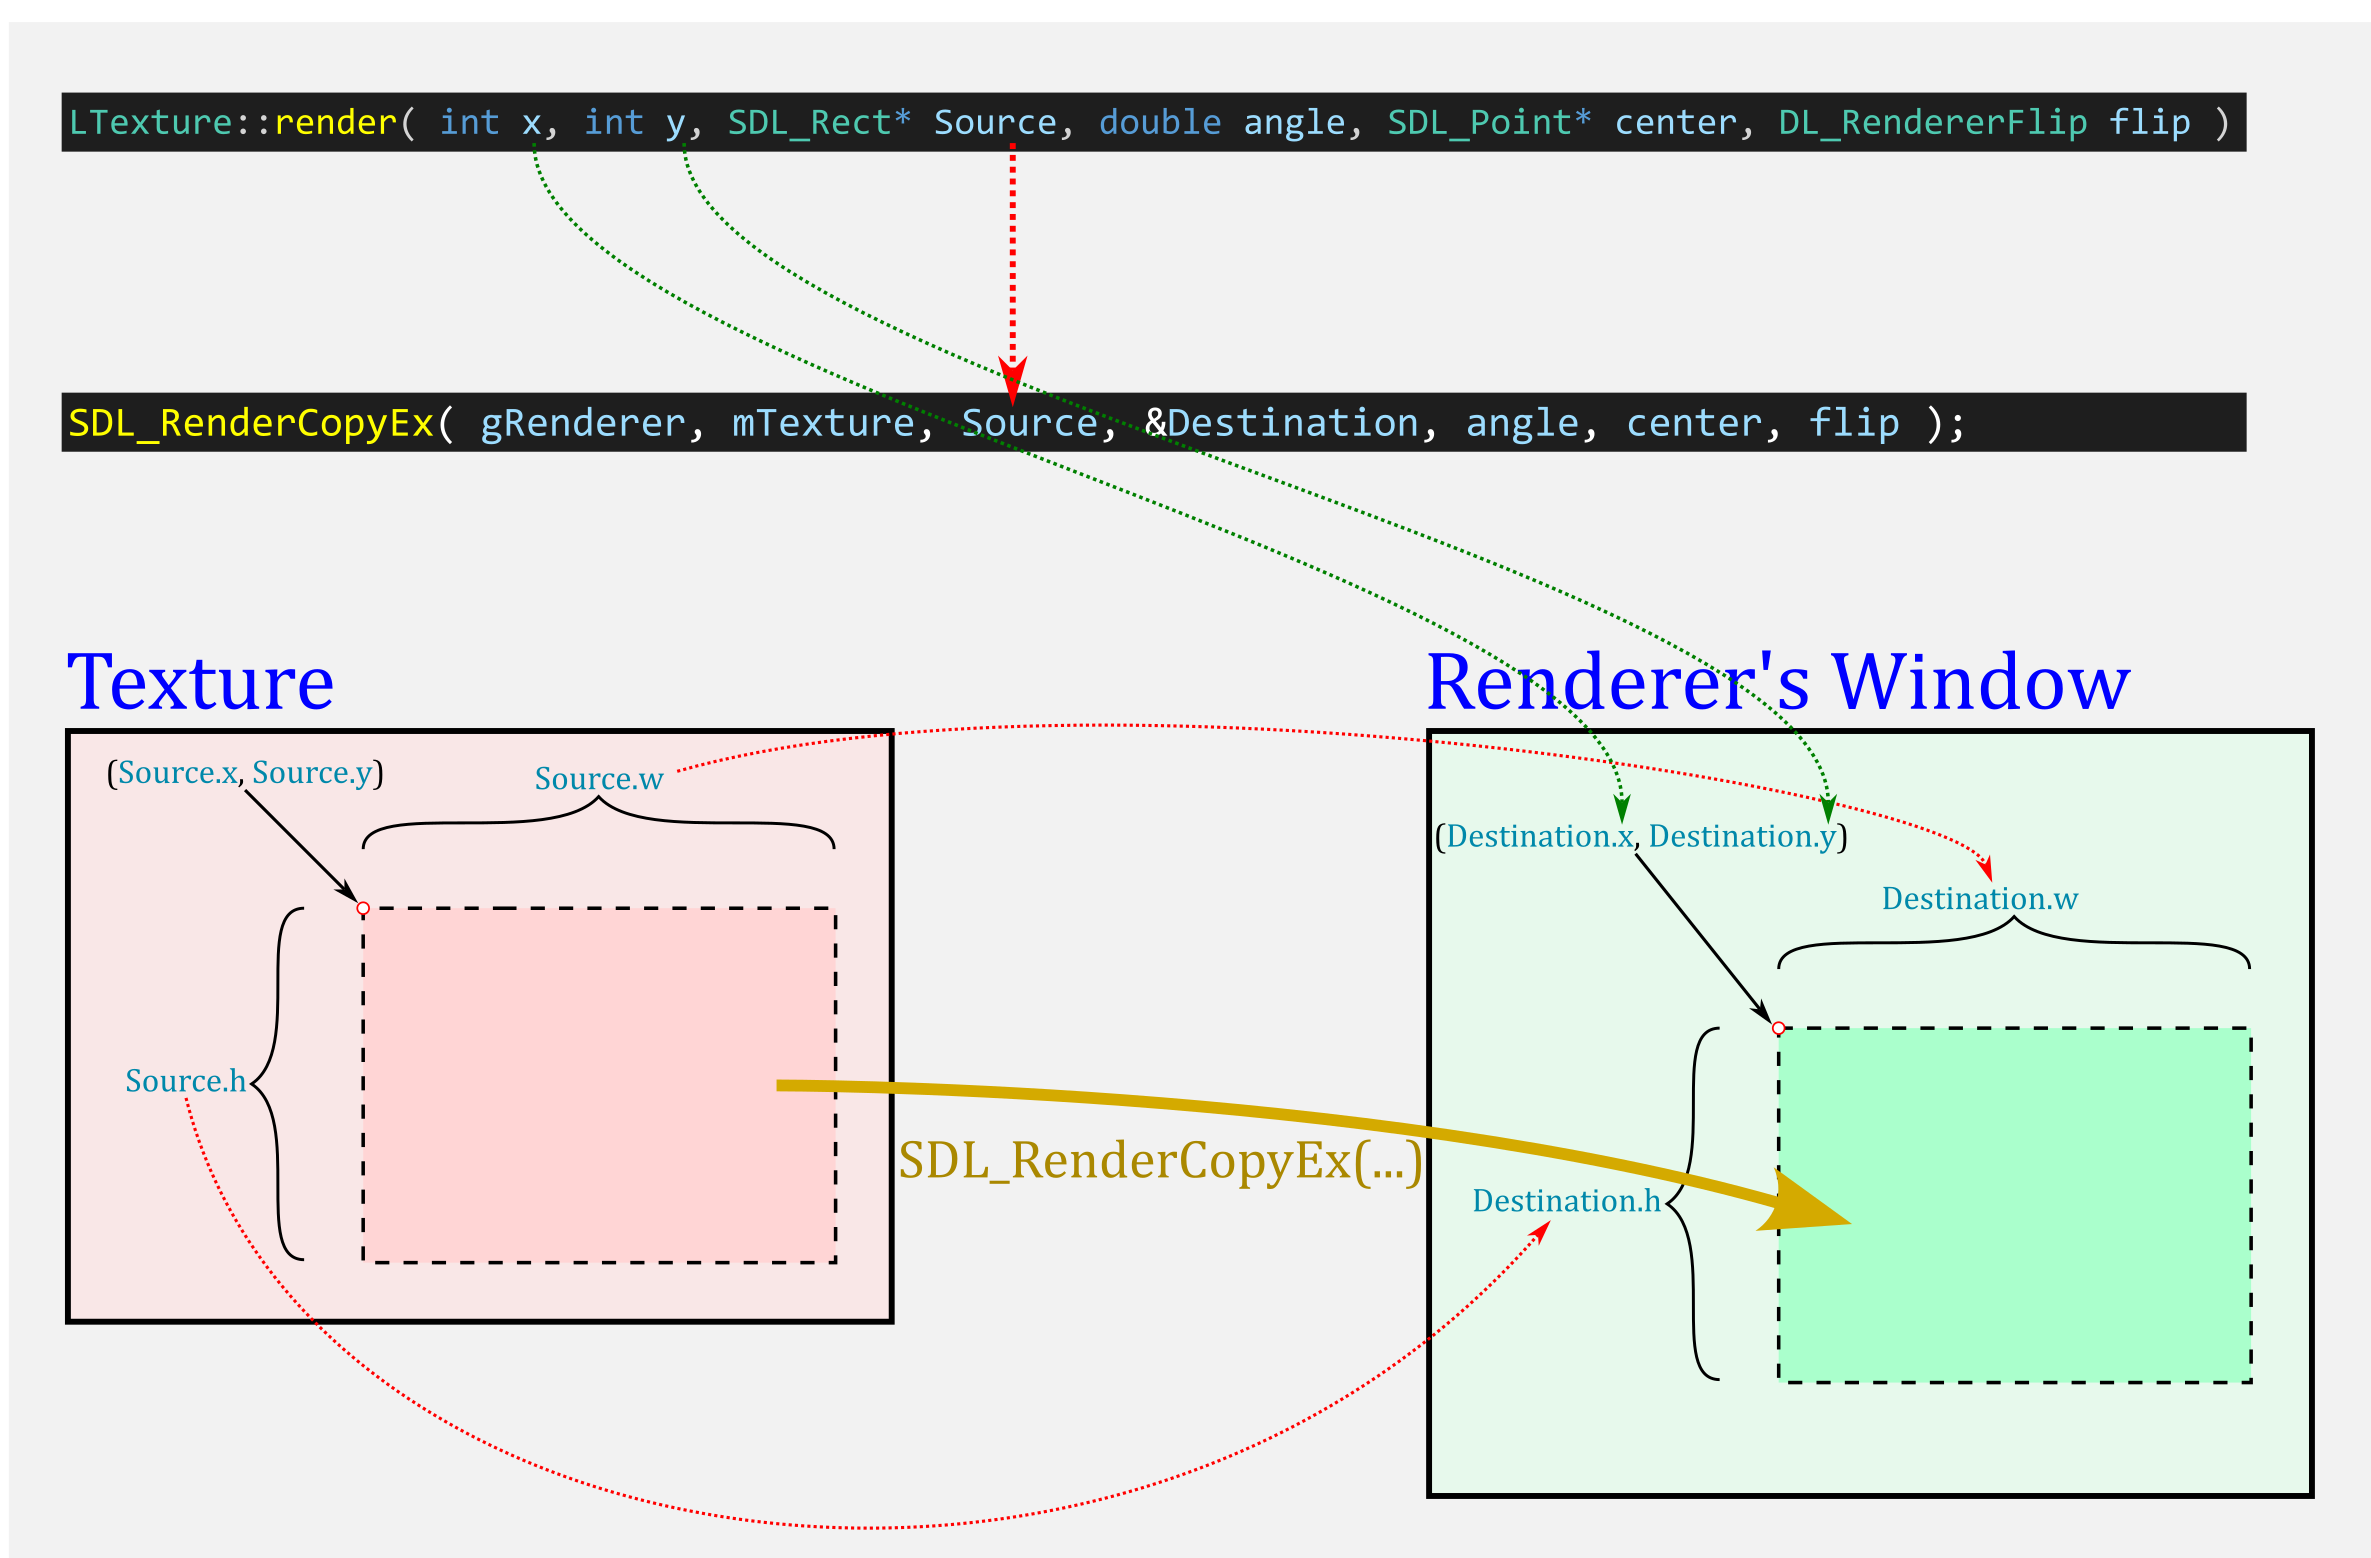 LTexture::render( int x, int y, SDL_Rect* Source, double angle, SDL_Point* center, DL_RendererFlip flip )
SDL_RenderCopyEx( gRenderer, mTexture, Source, &Destination, angle, center, flip );
Texture
Renderer's Window
(Source.x, Source.y)
Source.w
(Destination.x, Destination.y)
Destination.w
Source.h
SDL_RenderCopyEx(...)
Destination.h